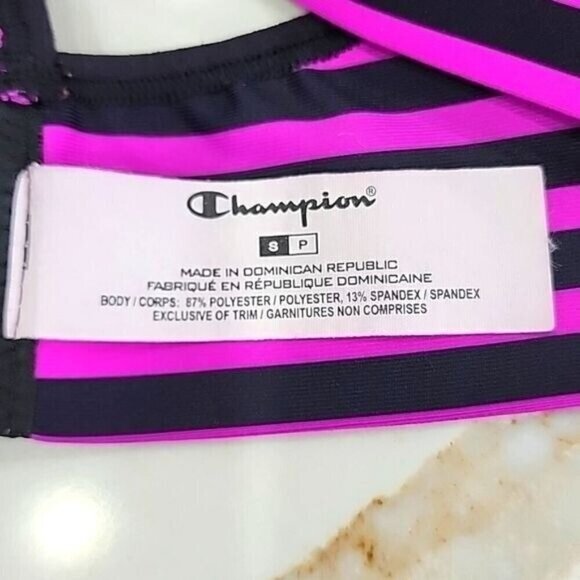 Champion®
S P
MADE IN DOMINICAN REPUBLIC
FABRIQUÉ EN RÉPUBLIQUE DOMINICAINE
BODY / CORPS: 87% POLYESTER / POLYESTER, 13% SPANDEX / SPANDEX
EXCLUSIVE OF TRIM / GARNITURES NON COMPRISES